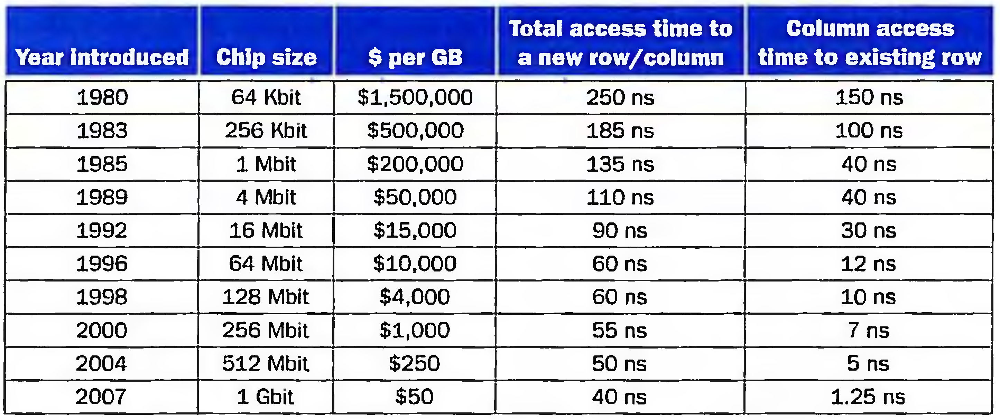 Year introduced Chip size $ per GB Total access time to a new row/column Column access time to existing row
1980 64 Kbit $1,500,000 250 ns 150 ns
1983 256 Kbit $500,000 185 ns 100 ns
1985 1 Mbit $200,000 135 ns 40 ns
1989 4 Mbit $50,000 110 ns 40 ns
1992 16 Mbit $15,000 90 ns 30 ns
1996 64 Mbit $10,000 60 ns 12 ns
1998 128 Mbit $4,000 60 ns 10 ns
2000 256 Mbit $1,000 55 ns 7 ns
2004 512 Mbit $250 50 ns 5 ns
2007 1 Gbit $50 40 ns 1.25 ns